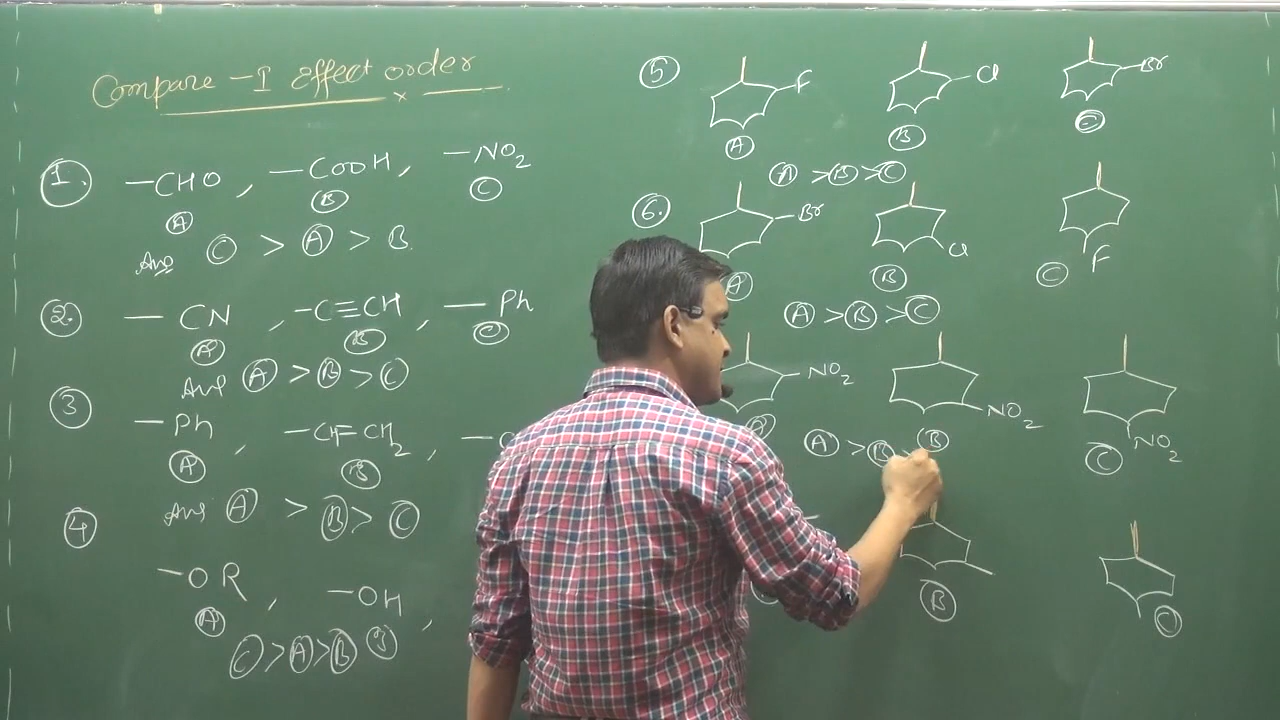 Compare -I effect order
1. -CHO, -COOH, -NO2
A B C
Ans C > A > B
2. -CN, -C≡CH, -Ph
A B C
Ans A > B > C
3 -Ph, -CH=CH2,
A B
Ans A > B > C
4
-OR, -OH,
A B
C > A > B
5 F Cl Br
A B C
A > B > C
6. Br Cl F
A B C
A > B > C
NO2 NO2 NO2
A B C
A > B
B C